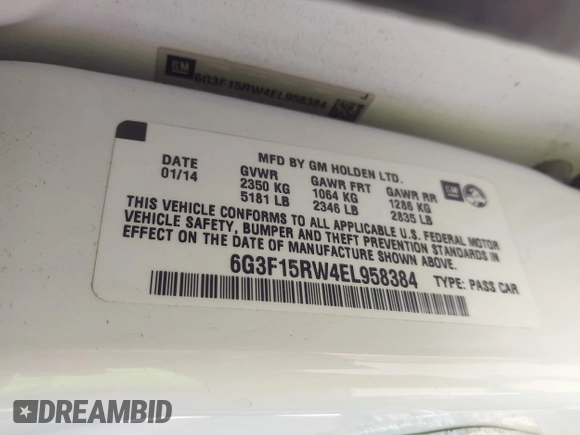 GM
6G3F15RW4EL958384
DATE
01/14
MFD BY GM HOLDEN LTD.
GVWR
2350 KG
5181 LB
GAWR FRT
1064 KG
2346 LB
GAWR RR
1286 KG
2835 LB
GM
THIS VEHICLE CONFORMS TO ALL APPLICABLE U.S. FEDERAL MOTOR
VEHICLE SAFETY, BUMPER AND THEFT PREVENTION STANDARDS IN
EFFECT ON THE DATE OF MANUFACTURE SHOWN ABOVE.
6G3F15RW4EL958384
TYPE: PASS CAR
DREAMBID